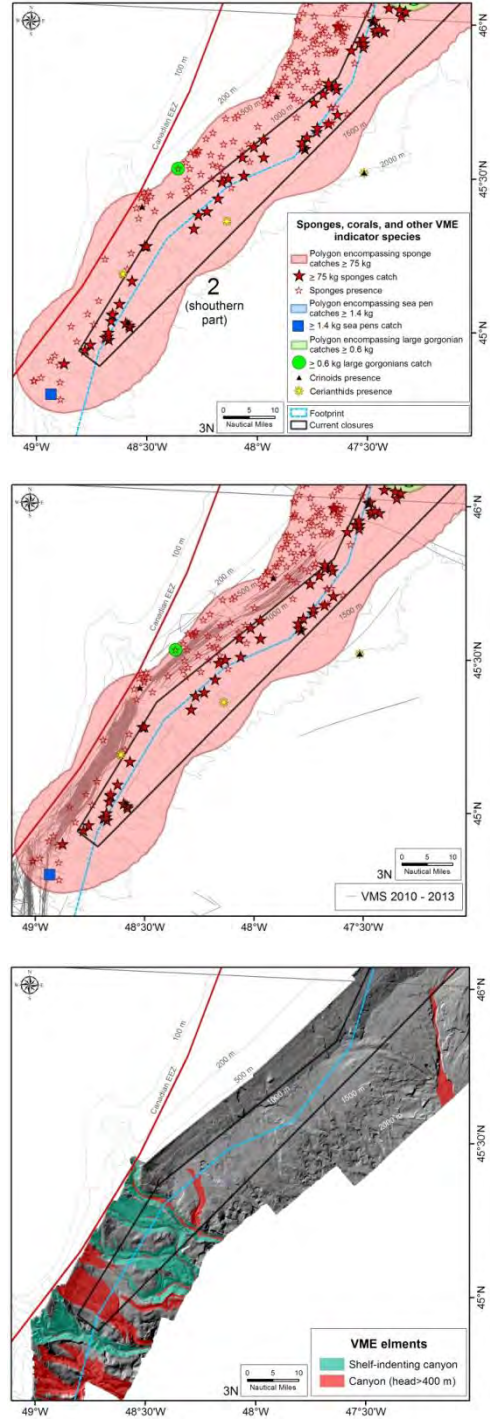 46°N
100 m
Canadian EEZ
200 m
500 m
1000 m
1500 m
2000 m
45°30'N
45°N
2
(shouthern
part)
Sponges, corals, and other VME
indicator species
Polygon encompassing sponge
catches ≥ 75 kg
≥ 75 kg sponges catch
Sponges presence
Polygon encompassing sea pen
catches ≥ 1.4 kg
≥ 1.4 kg sea pens catch
Polygon encompassing large gorgonian
catches ≥ 0.6 kg
≥ 0.6 kg large gorgonians catch
Crinoids presence
Cerianthids presence
Footprint
Current closures
0 5 10
Nautical Miles
3N
49°W 48°30'W 48°W 47°30'W
46°N
100 m
Canadian EEZ
200 m
500 m
1000 m
1500 m
45°30'N
45°N
0 5 10
Nautical Miles
3N
VMS 2010 - 2013
49°W 48°30'W 48°W 47°30'W
46°N
100 m
Canadian EEZ
200 m
500 m
1000 m
1500 m
2000 m
45°30'N
45°N
0 5 10
Nautical Miles
3N
VME elments
Shelf-indenting canyon
Canyon (head>400 m)
49°W 48°30'W 48°W 47°30'W